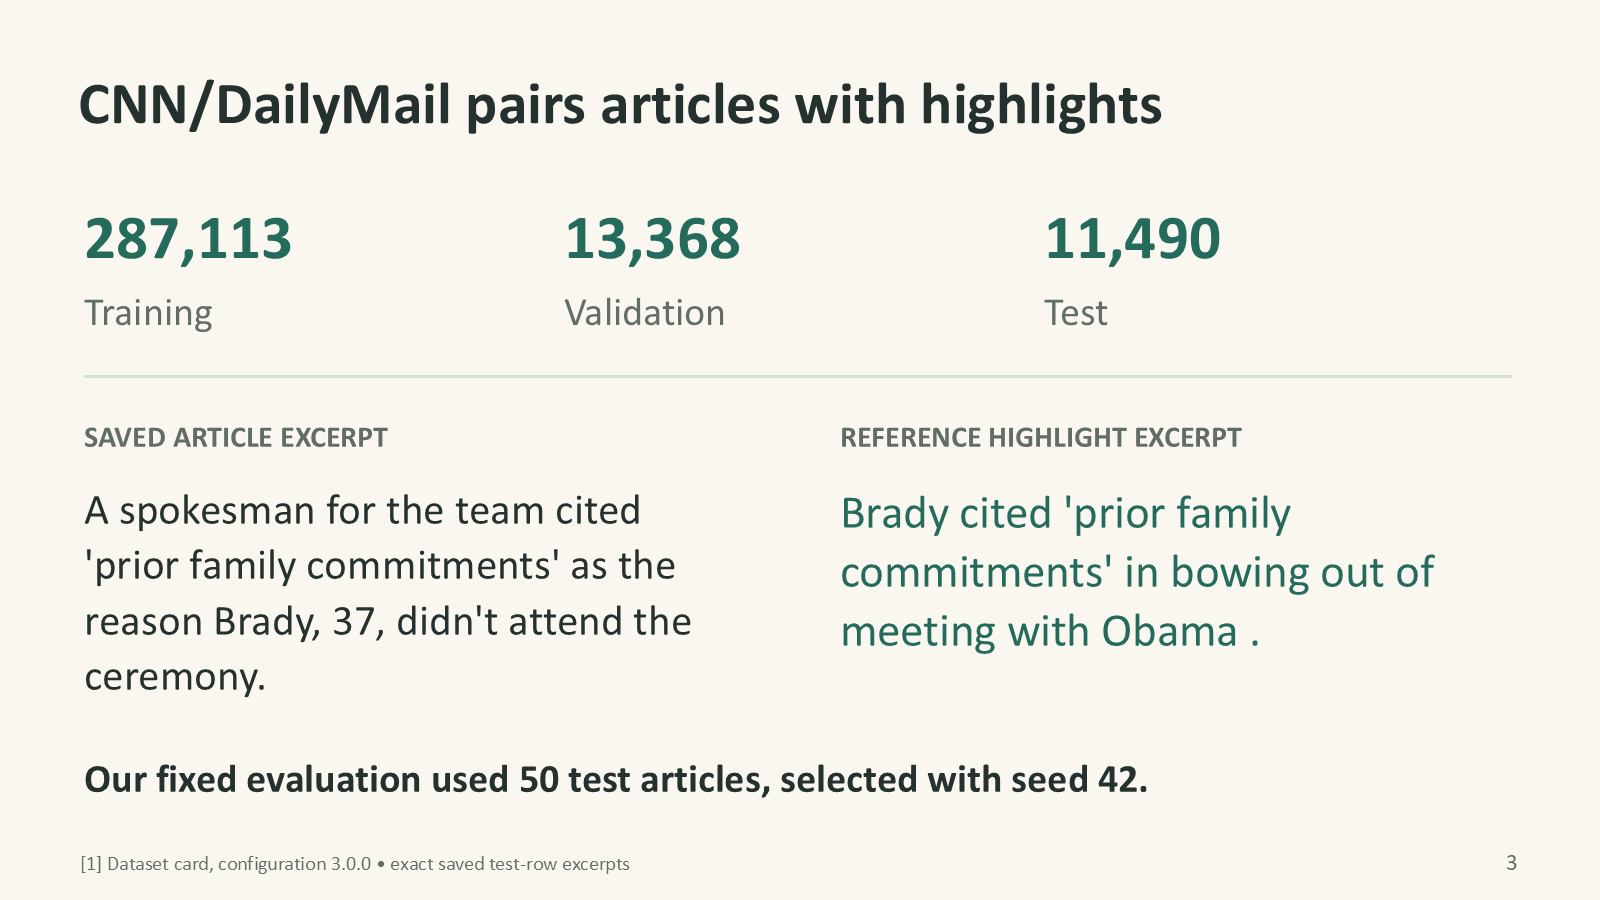 CNN/DailyMail pairs articles with highlights
287,113
Training
13,368
Validation
11,490
Test
SAVED ARTICLE EXCERPT
A spokesman for the team cited
'prior family commitments' as the
reason Brady, 37, didn't attend the
ceremony.
REFERENCE HIGHLIGHT EXCERPT
Brady cited 'prior family
commitments' in bowing out of
meeting with Obama .
Our fixed evaluation used 50 test articles, selected with seed 42.
[1] Dataset card, configuration 3.0.0 • exact saved test-row excerpts
3